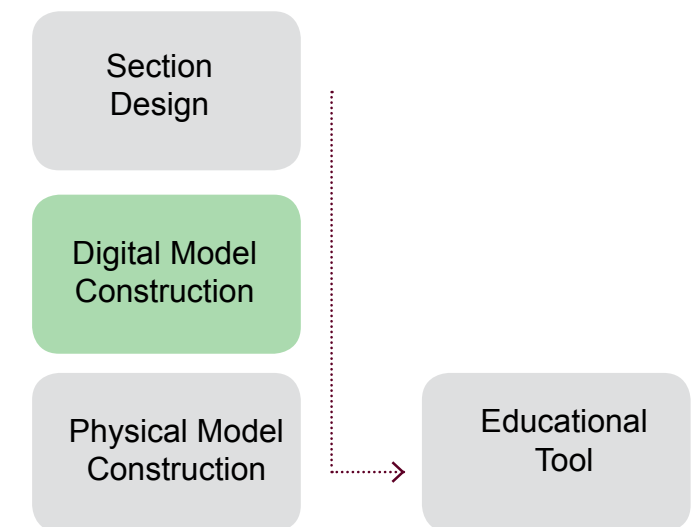 Section
Design
Digital Model
Construction
Physical Model
Construction
Educational
Tool